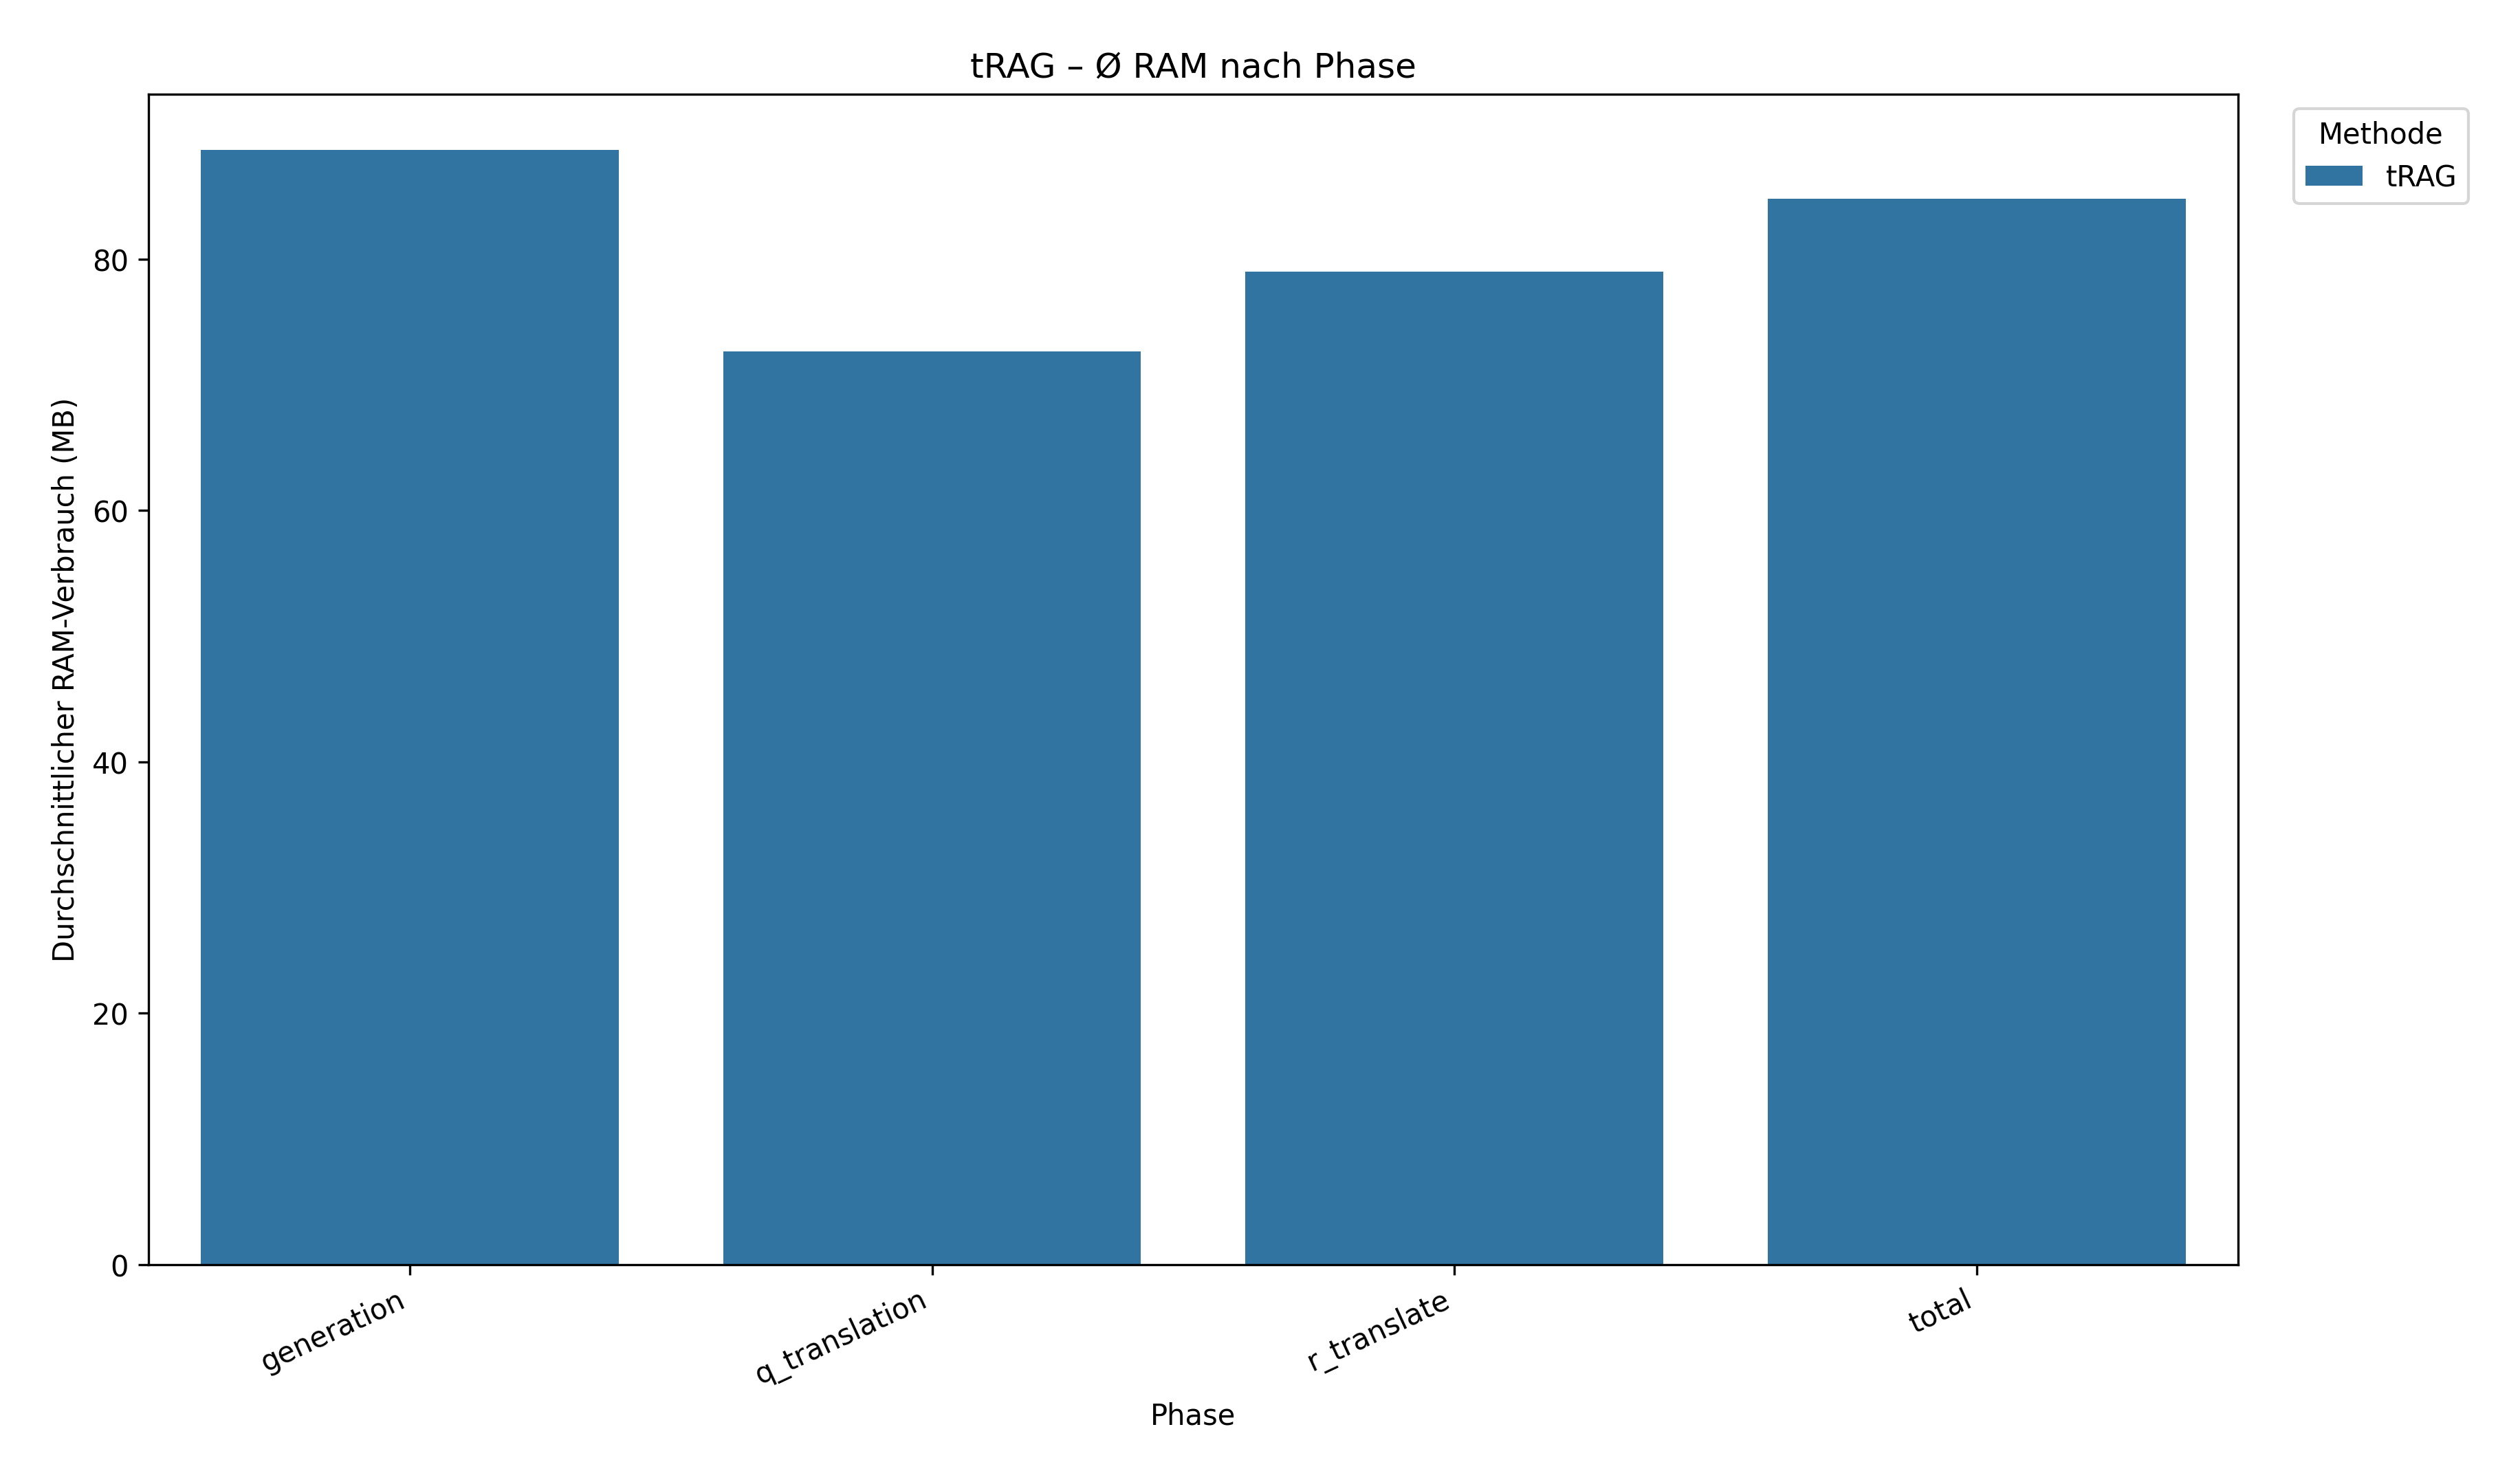 tRAG – Ø RAM nach Phase
Methode
tRAG
Durchschnittlicher RAM-Verbrauch (MB)
80
60
40
20
0
generation
q_translation
r_translate
total
Phase